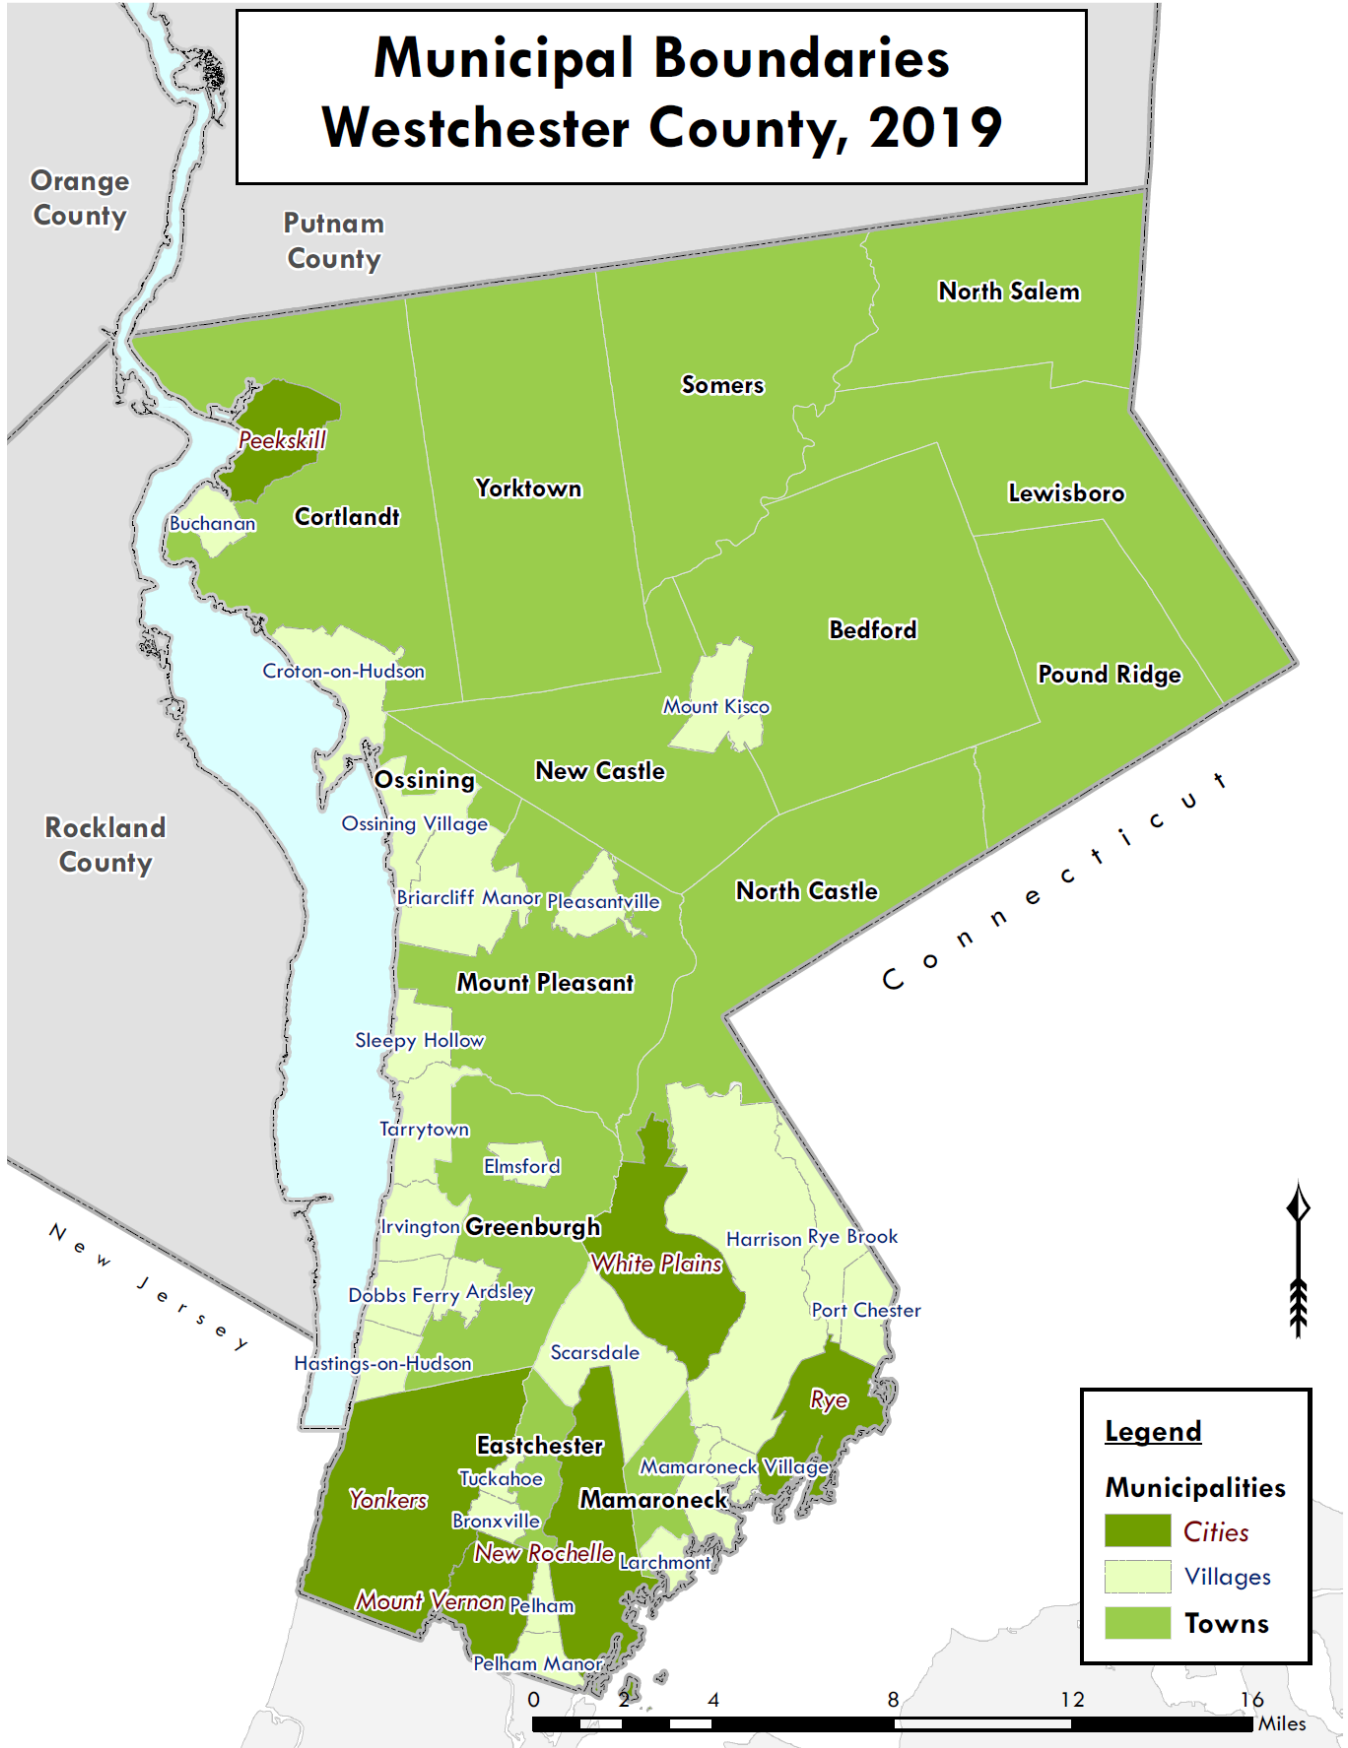 Municipal Boundaries
Westchester County, 2019
Orange
County
Putnam
County
North Salem
Somers
Peekskill
Yorktown
Lewisboro
Cortlandt
Buchanan
Bedford
Croton-on-Hudson
Pound Ridge
Mount Kisco
New Castle
Ossining
Ossining Village
Rockland
County
Connecticut
North Castle
Briarcliff Manor
Pleasantville
Mount Pleasant
Sleepy Hollow
Tarrytown
Elmsford
Irvington
Greenburgh
Harrison
Rye Brook
White Plains
New Jersey
Dobbs Ferry
Ardsley
Port Chester
Scarsdale
Hastings-on-Hudson
Rye
Eastchester
Mamaroneck Village
Tuckahoe
Yonkers
Mamaroneck
Bronxville
New Rochelle
Larchmont
Mount Vernon
Pelham
Pelham Manor
Legend
Municipalities
Cities
Villages
Towns
0 2 4 8 12 16
Miles